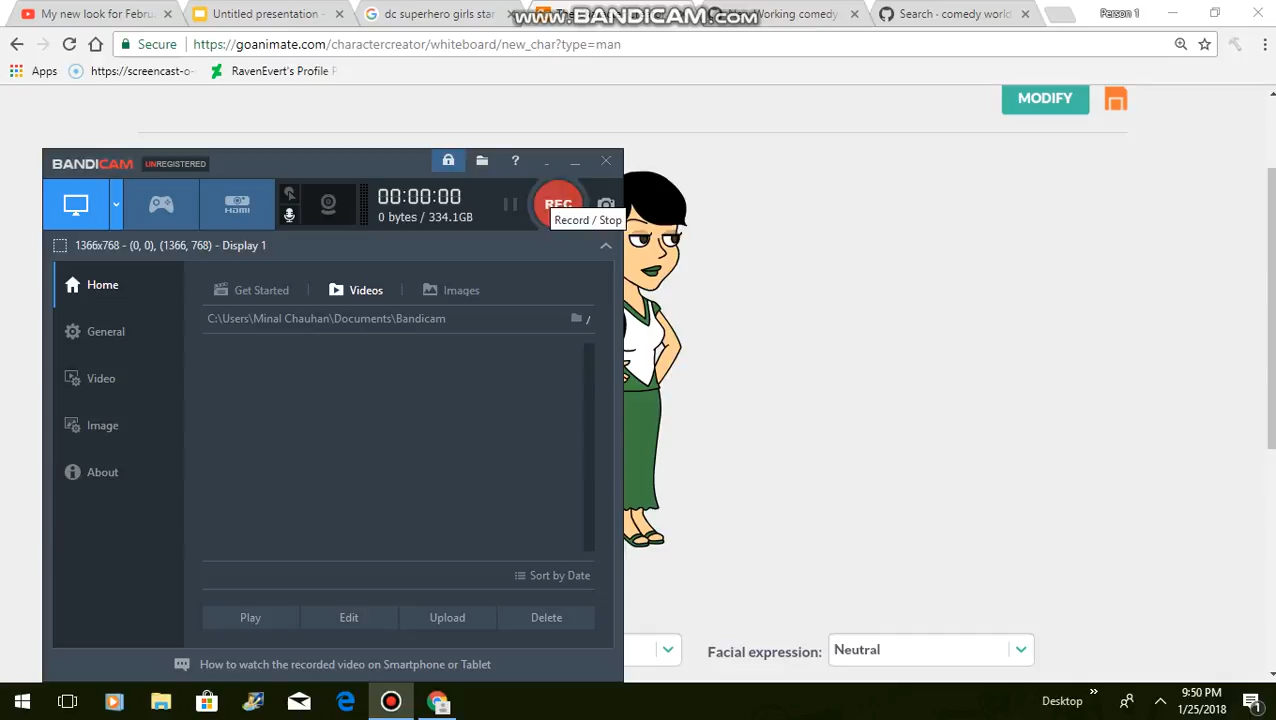 My new look for Febru
Untitled presentation -
dc superhero girls star
www.BANDICAM.com
Working comedy
Search - comedy world
Person 1
Secure
https://goanimate.com/charactercreator/whiteboard/new_char?type=man
Apps
https://screencast-o-
RavenEvert's Profile P
MODIFY
BANDICAM
UNREGISTERED
?
HDMI
00:00:00
0 bytes / 334.1GB
REC
Record / Stop
1366x768 - (0, 0), (1366, 768) - Display 1
Home
General
Video
Image
About
Get Started
Videos
Images
C:\Users\Minal Chauhan\Documents\Bandicam
/
Sort by Date
Play
Edit
Upload
Delete
How to watch the recorded video on Smartphone or Tablet
Facial expression:
Neutral
Desktop
9:50 PM
1/25/2018
1